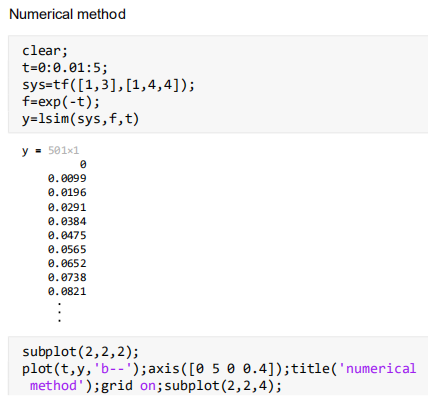 Numerical method
clear;
t=0:0.01:5;
sys=tf([1,3],[1,4,4]);
f=exp(-t);
y=lsim(sys,f,t)
y = 501×1
0
0.0099
0.0196
0.0291
0.0384
0.0475
0.0565
0.0652
0.0738
0.0821
⋮
subplot(2,2,2);
plot(t,y,'b--');axis([0 5 0 0.4]);title('numerical
method');grid on;subplot(2,2,4);